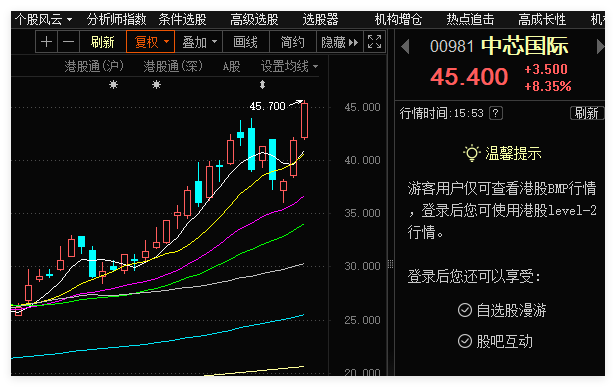 个股风云 分析师指数 条件选股 高级选股 选股器 机构增仓 热点追击 高成长性 机
刷新 复权 叠加 画线 简约 隐藏
港股通(沪) 港股通(深) A股 设置均线
45.700
45.000
40.000
35.000
30.000
25.000
20.000
00981 中芯国际
45.400 +3.500
+8.35%
行情时间:15:53 ? 刷新
温馨提示
游客用户仅可查看港股BMP行情
，登录后您可使用港股level-2
行情。
登录后您还可以享受：
自选股漫游
股吧互动